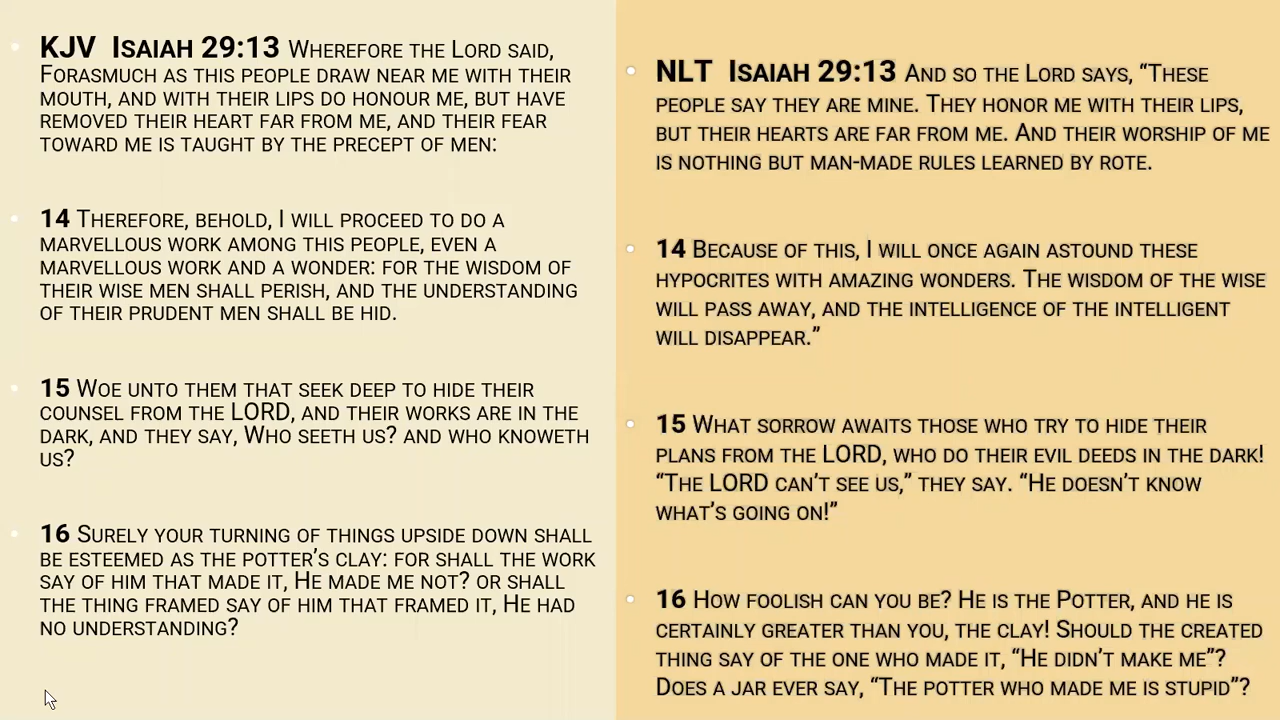 KJV Isaiah 29:13 Wherefore the Lord said,
Forasmuch as this people draw near me with their
mouth, and with their lips do honour me, but have
removed their heart far from me, and their fear
toward me is taught by the precept of men:
14 Therefore, behold, I will proceed to do a
marvellous work among this people, even a
marvellous work and a wonder: for the wisdom of
their wise men shall perish, and the understanding
of their prudent men shall be hid.
15 Woe unto them that seek deep to hide their
counsel from the LORD, and their works are in the
dark, and they say, Who seeth us? and who knoweth
us?
16 Surely your turning of things upside down shall
be esteemed as the potter’s clay: for shall the work
say of him that made it, He made me not? or shall
the thing framed say of him that framed it, He had
no understanding?
NLT Isaiah 29:13 And so the Lord says, “These
people say they are mine. They honor me with their lips,
but their hearts are far from me. And their worship of me
is nothing but man-made rules learned by rote.
14 Because of this, I will once again astound these
hypocrites with amazing wonders. The wisdom of the wise
will pass away, and the intelligence of the intelligent
will disappear.”
15 What sorrow awaits those who try to hide their
plans from the LORD, who do their evil deeds in the dark!
“The LORD can’t see us,” they say. “He doesn’t know
what’s going on!”
16 How foolish can you be? He is the Potter, and he is
certainly greater than you, the clay! Should the created
thing say of the one who made it, “He didn’t make me”?
Does a jar ever say, “The potter who made me is stupid”?